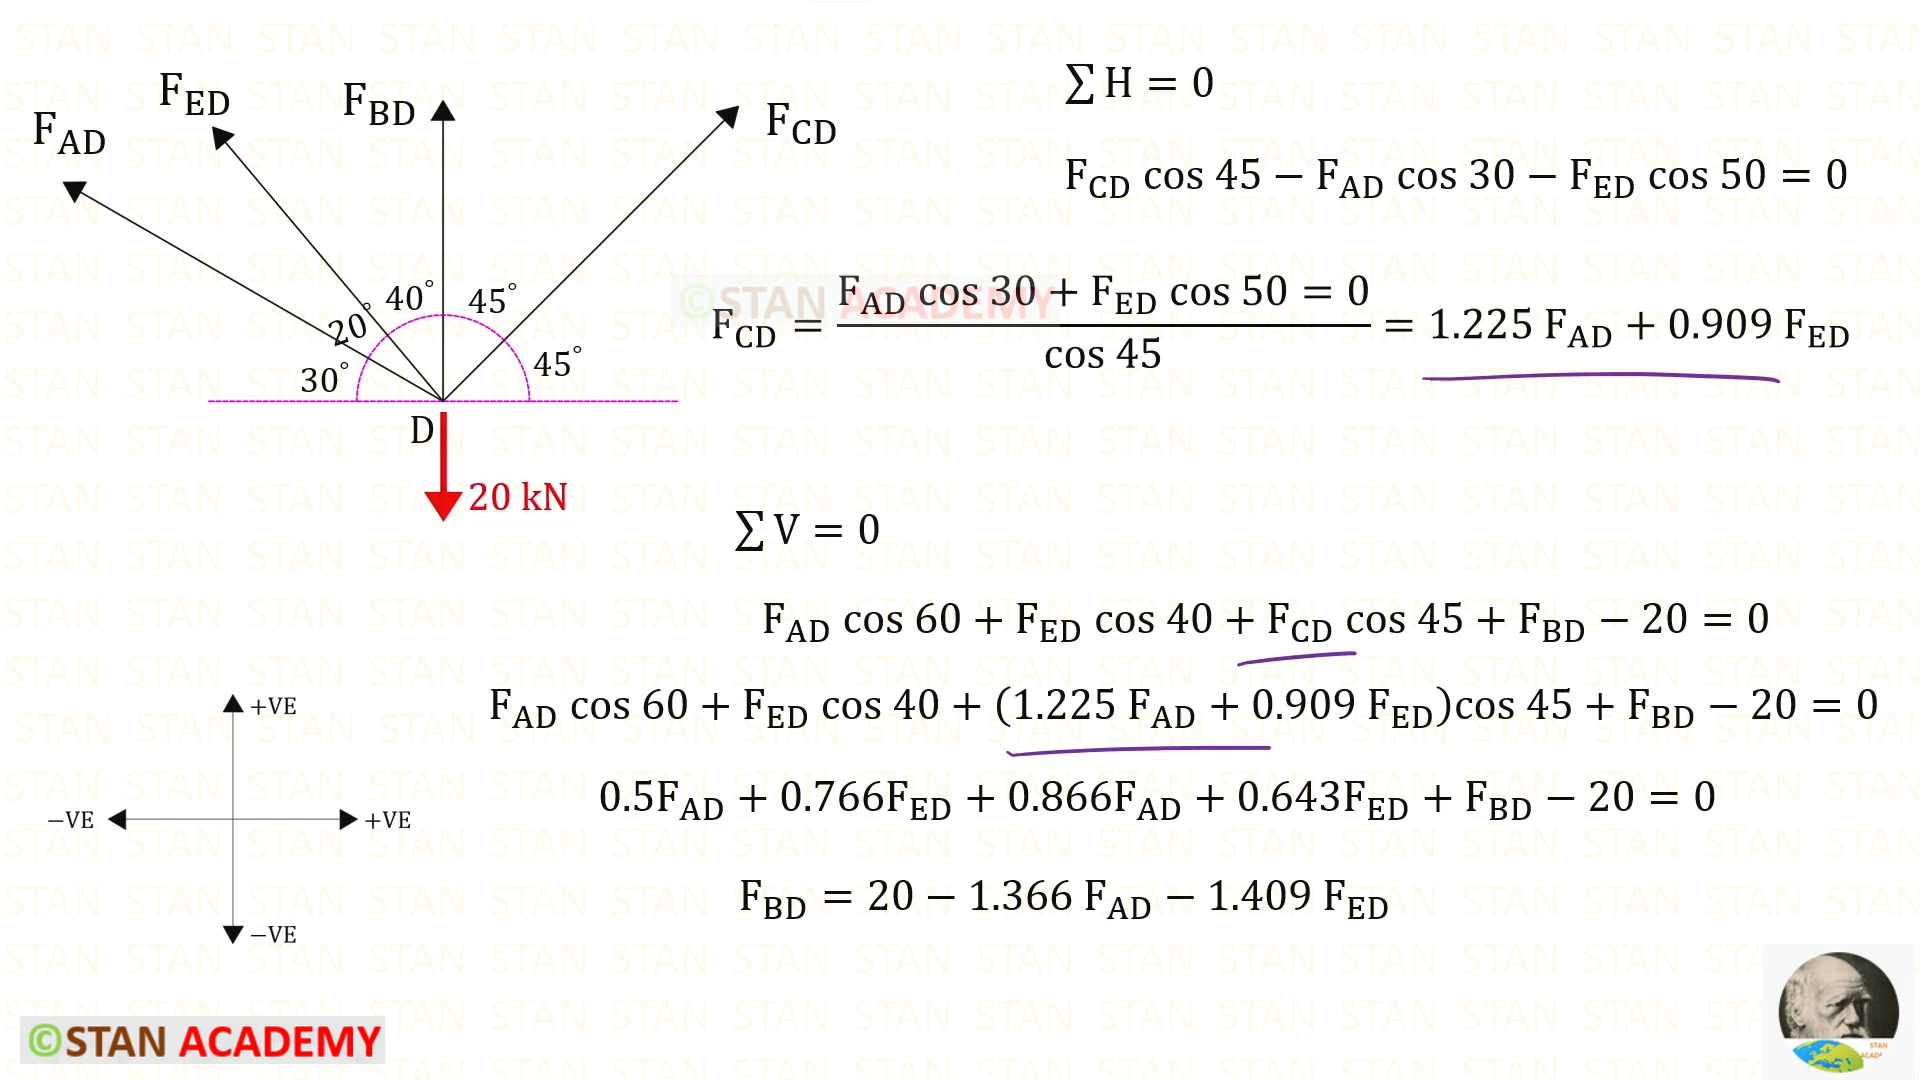 F_AD
F_ED
F_BD
F_CD
30°
20°
40°
45°
45°
D
20 kN
∑ H = 0
F_CD cos 45 − F_AD cos 30 − F_ED cos 50 = 0
F_CD = (F_AD cos 30 + F_ED cos 50 = 0) / cos 45 = 1.225 F_AD + 0.909 F_ED
©STAN ACADEMY
∑ V = 0
F_AD cos 60 + F_ED cos 40 + F_CD cos 45 + F_BD − 20 = 0
F_AD cos 60 + F_ED cos 40 + (1.225 F_AD + 0.909 F_ED)cos 45 + F_BD − 20 = 0
0.5F_AD + 0.766F_ED + 0.866F_AD + 0.643F_ED + F_BD − 20 = 0
F_BD = 20 − 1.366 F_AD − 1.409 F_ED
+VE
−VE
+VE
−VE
©STAN ACADEMY
STAN